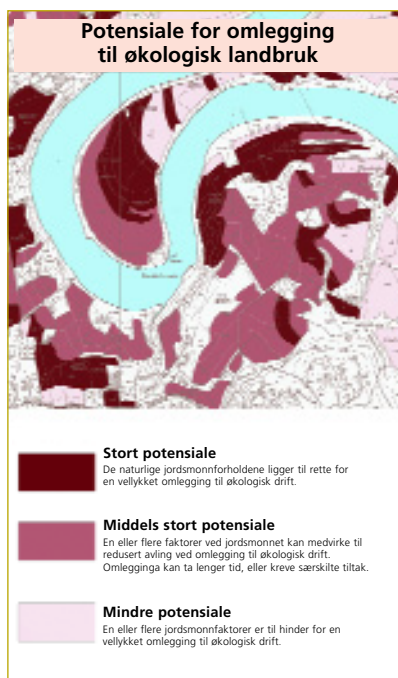 Potensiale for omlegging
til økologisk landbruk
Stort potensiale
De naturlige jordsmonnforholdene ligger til rette for
en vellykket omlegging til økologisk drift.
Middels stort potensiale
En eller flere faktorer ved jordsmonnet kan medvirke til
redusert avling ved omlegging til økologisk drift.
Omlegginga kan ta lenger tid, eller kreve særskilte tiltak.
Mindre potensiale
En eller flere jordsmonnfaktorer er til hinder for en
vellykket omlegging til økologisk drift.